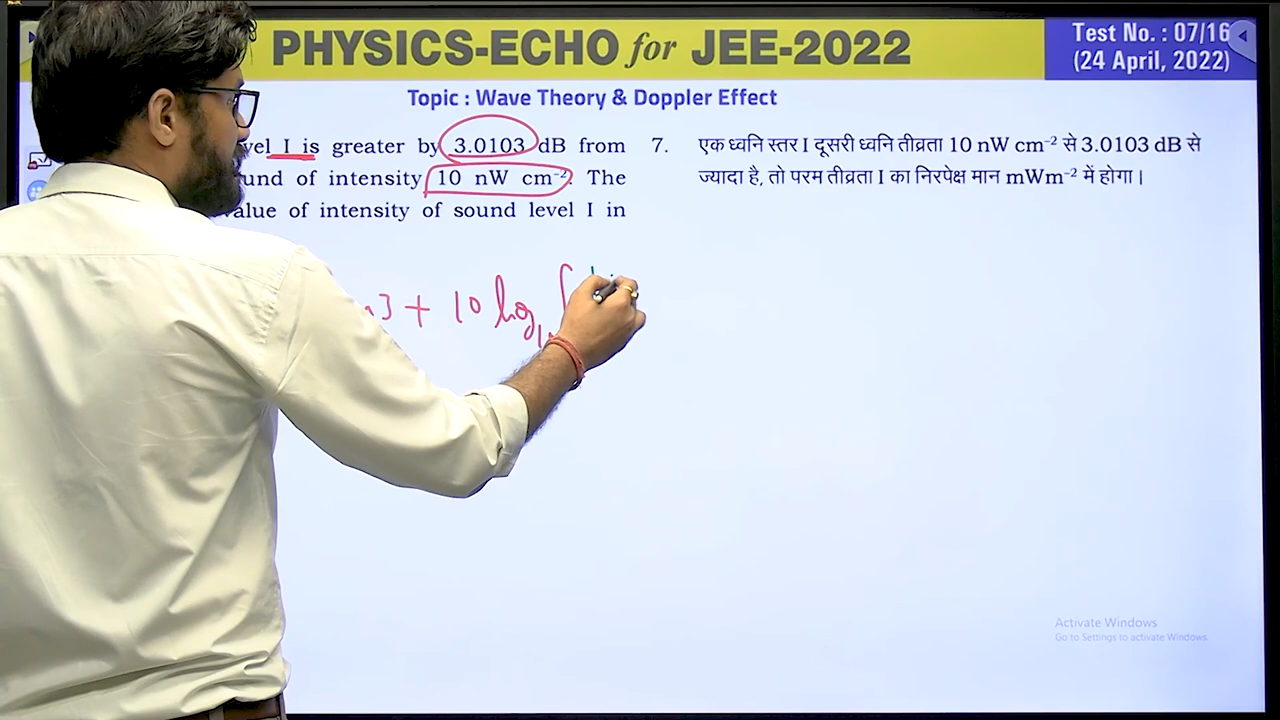 PHYSICS-ECHO for JEE-2022
Test No. : 07/16
(24 April, 2022)
Topic : Wave Theory & Doppler Effect
I is greater by 3.0103 dB from
of intensity 10 nW cm⁻². The
value of intensity of sound level I in
7. एक ध्वनि स्तर I दूसरी ध्वनि तीव्रता 10 nW cm⁻² से 3.0103 dB से
ज्यादा है, तो परम तीव्रता I का निरपेक्ष मान mWm⁻² में होगा।
3 + 10 log
Activate Windows
Go to Settings to activate Windows.